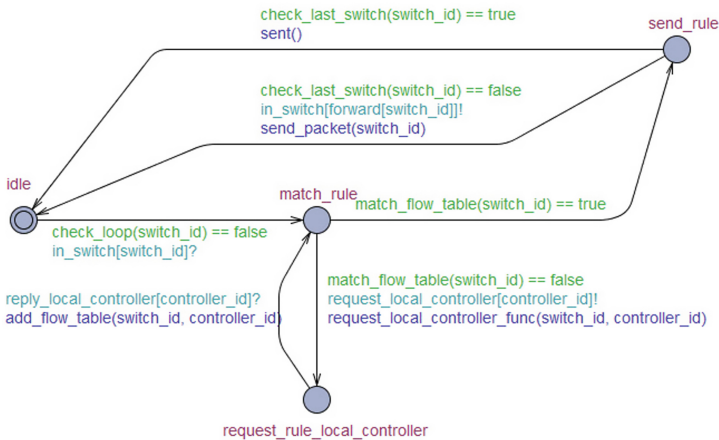 check_last_switch(switch_id) == true
sent()
send_rule
check_last_switch(switch_id) == false
in_switch[forward[switch_id]]!
send_packet(switch_id)
idle
match_rule
match_flow_table(switch_id) == true
check_loop(switch_id) == false
in_switch[switch_id]?
match_flow_table(switch_id) == false
reply_local_controller[controller_id]?
request_local_controller[controller_id]!
add_flow_table(switch_id, controller_id)
request_local_controller_func(switch_id, controller_id)
request_rule_local_controller